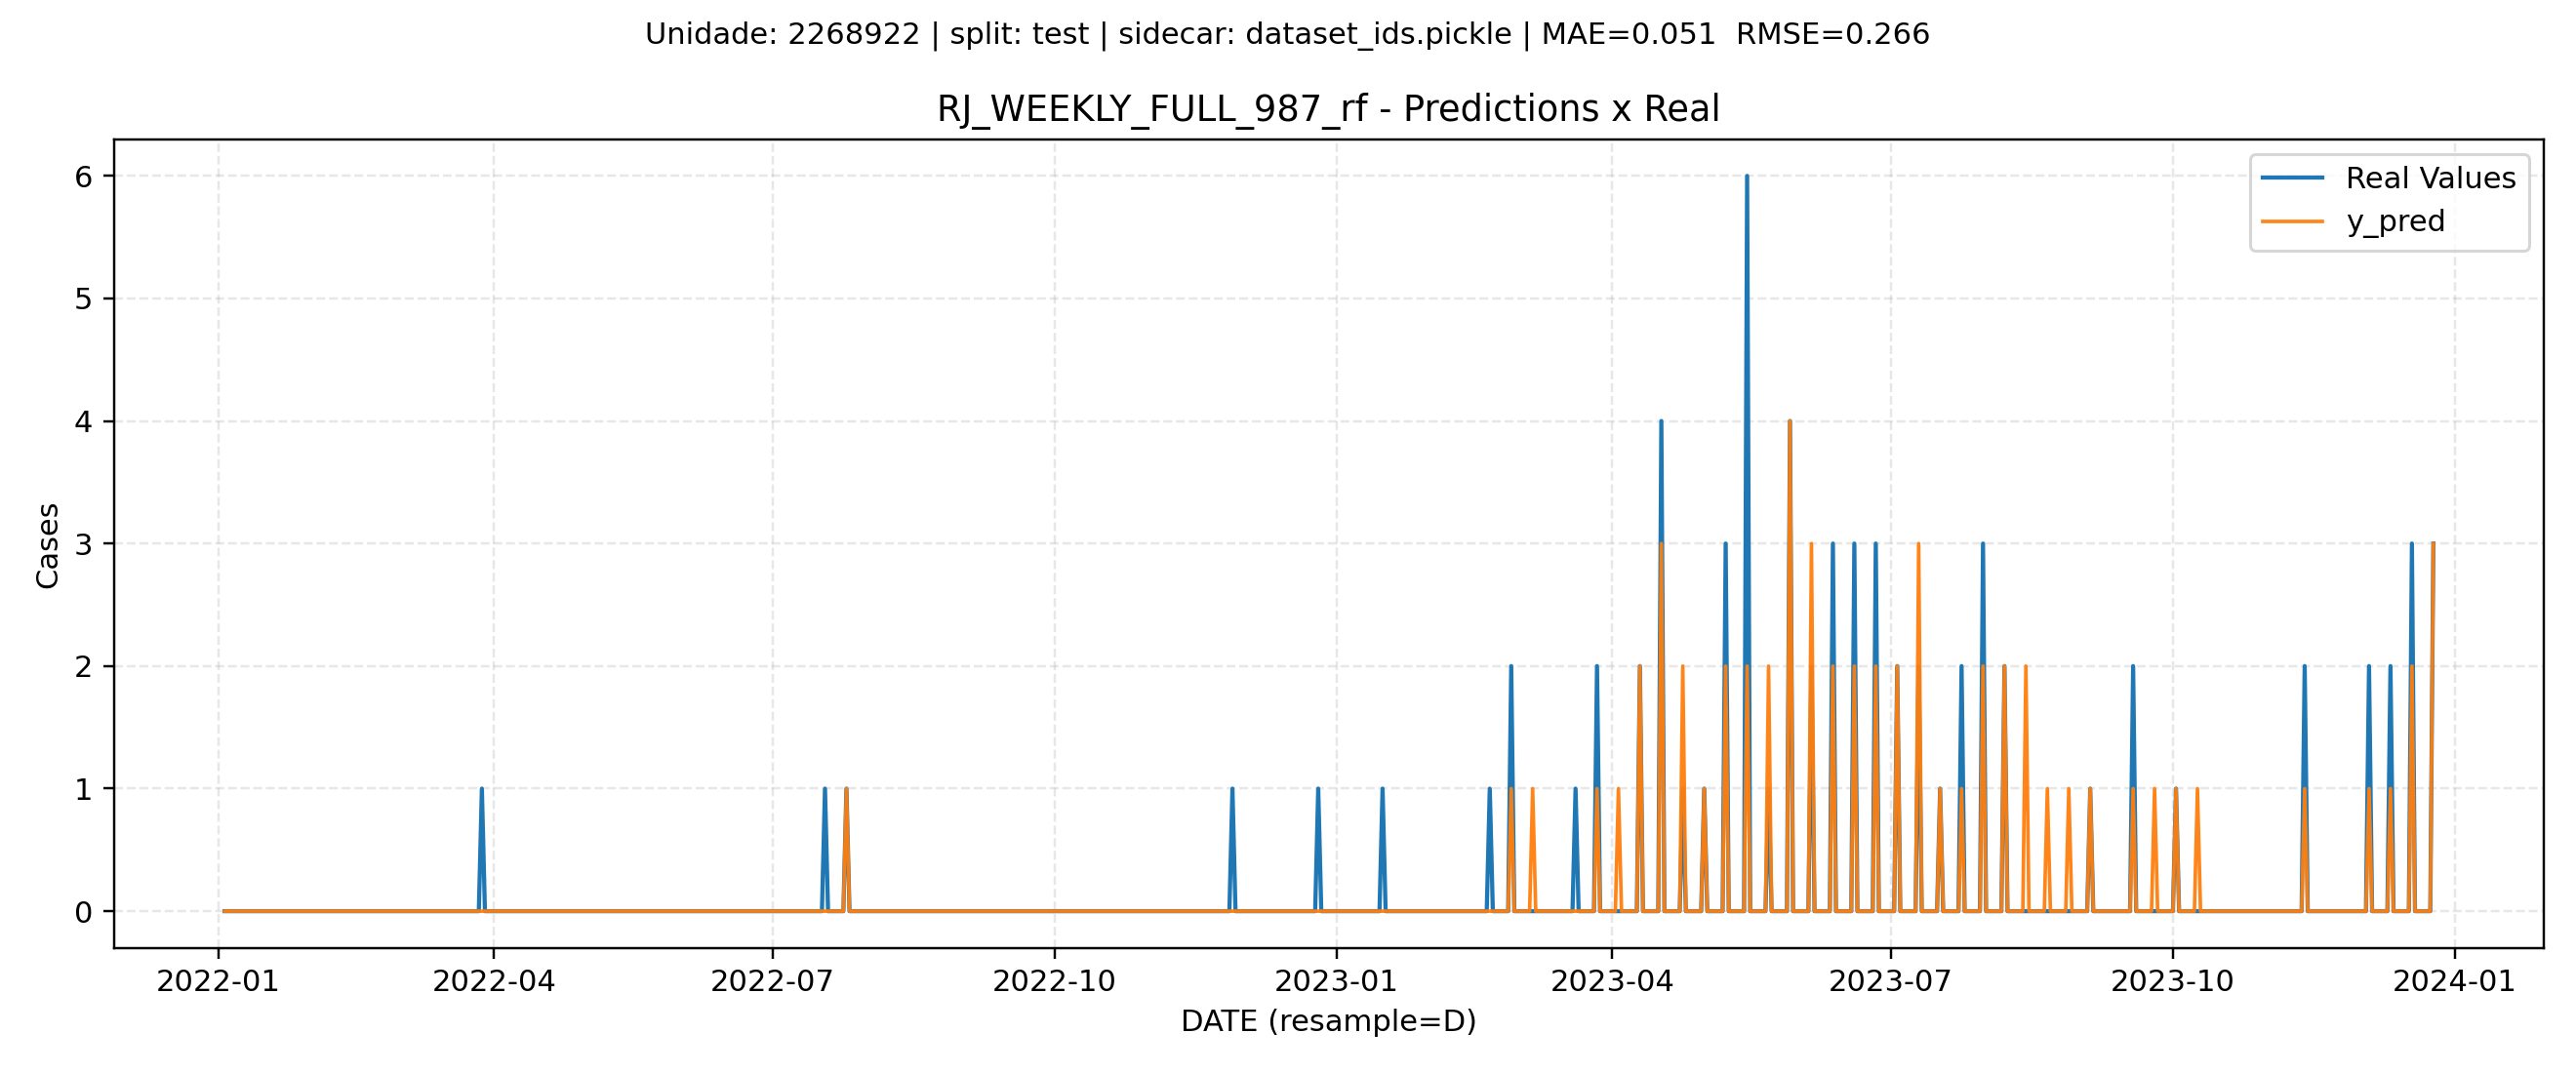 Unidade: 2268922 | split: test | sidecar: dataset_ids.pickle | MAE=0.051  RMSE=0.266
RJ_WEEKLY_FULL_987_rf - Predictions x Real
Real Values
y_pred
6
5
4
3
2
1
0
Cases
2022-01
2022-04
2022-07
2022-10
2023-01
2023-04
2023-07
2023-10
2024-01
DATE (resample=D)